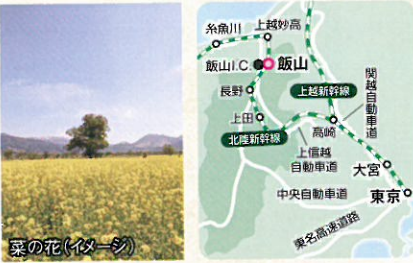 菜の花(イメージ)
糸魚川
上越妙高
飯山I.C.
飯山
長野
上田
北陸新幹線
上越新幹線
関越自動車道
高崎
上信越
自動車道
大宮
中央自動車道
東京
東名高速道路